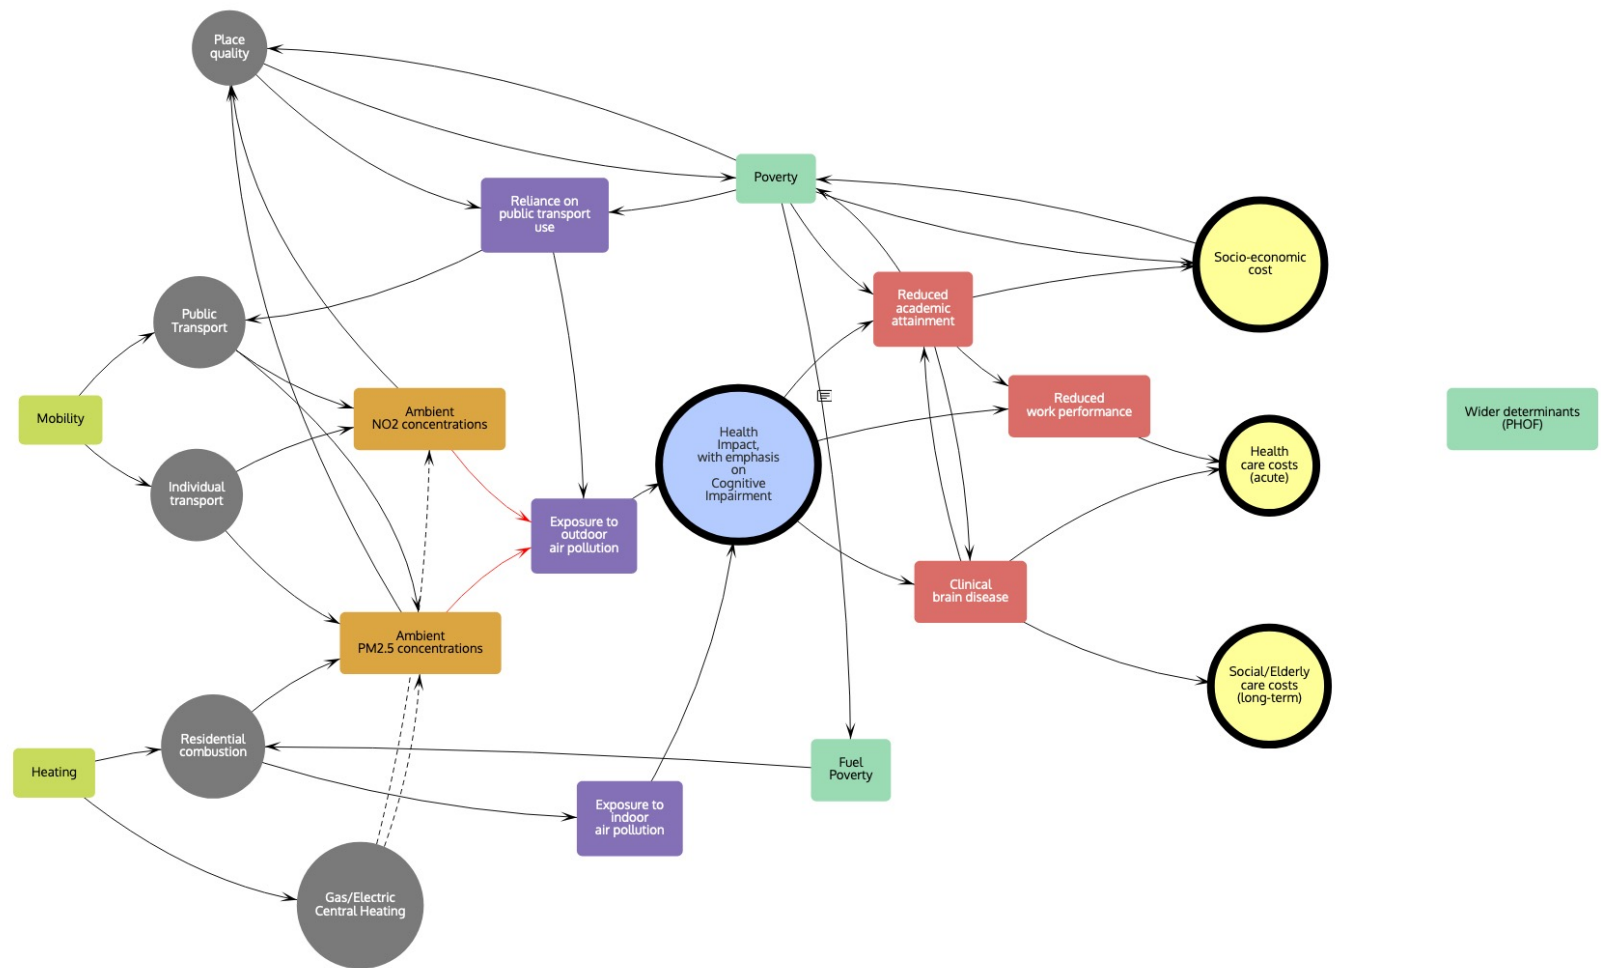 Place
quality
Poverty
Reliance on
public transport
use
Socio-economic
cost
Public
Transport
Reduced
academic
attainment
Mobility
Ambient
NO2 concentrations
Reduced
work performance
Wider determinants
(PHOF)
Health
Impact,
with emphasis
on
Cognitive
Impairment
Health
care costs
(acute)
Individual
transport
Exposure to
outdoor
air pollution
Clinical
brain disease
Ambient
PM2.5 concentrations
Social/Elderly
care costs
(long-term)
Residential
combustion
Heating
Fuel
Poverty
Exposure to
indoor
air pollution
Gas/Electric
Central Heating